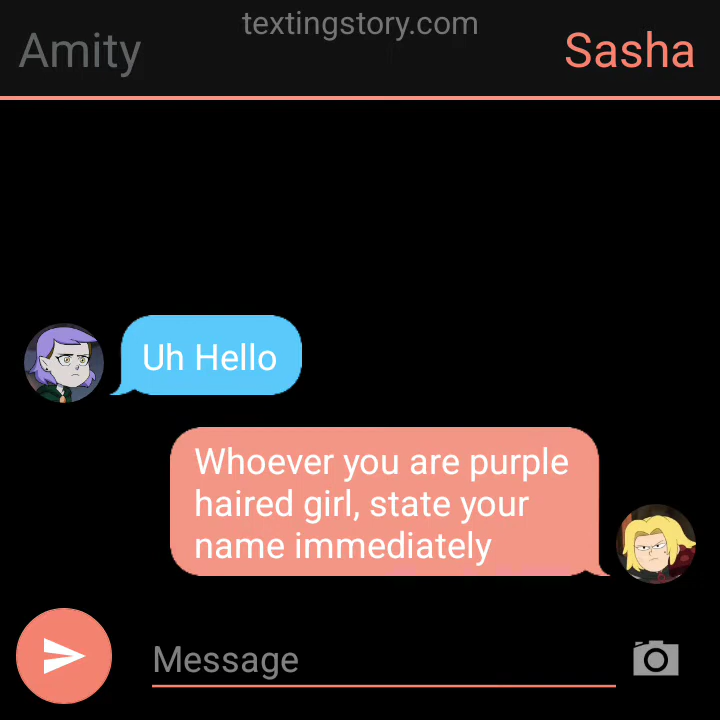 textingstory.com
Amity
Sasha
Uh Hello
Whoever you are purple
haired girl, state your
name immediately
Message